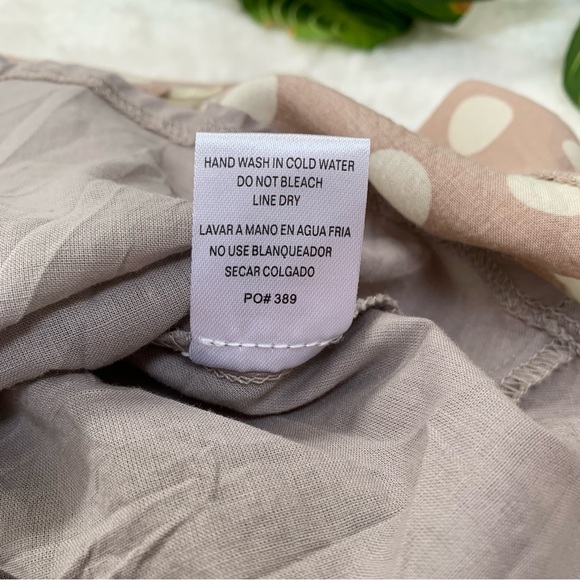 HAND WASH IN COLD WATER
DO NOT BLEACH
LINE DRY
LAVAR A MANO EN AGUA FRIA
NO USE BLANQUEADOR
SECAR COLGADO
PO# 389